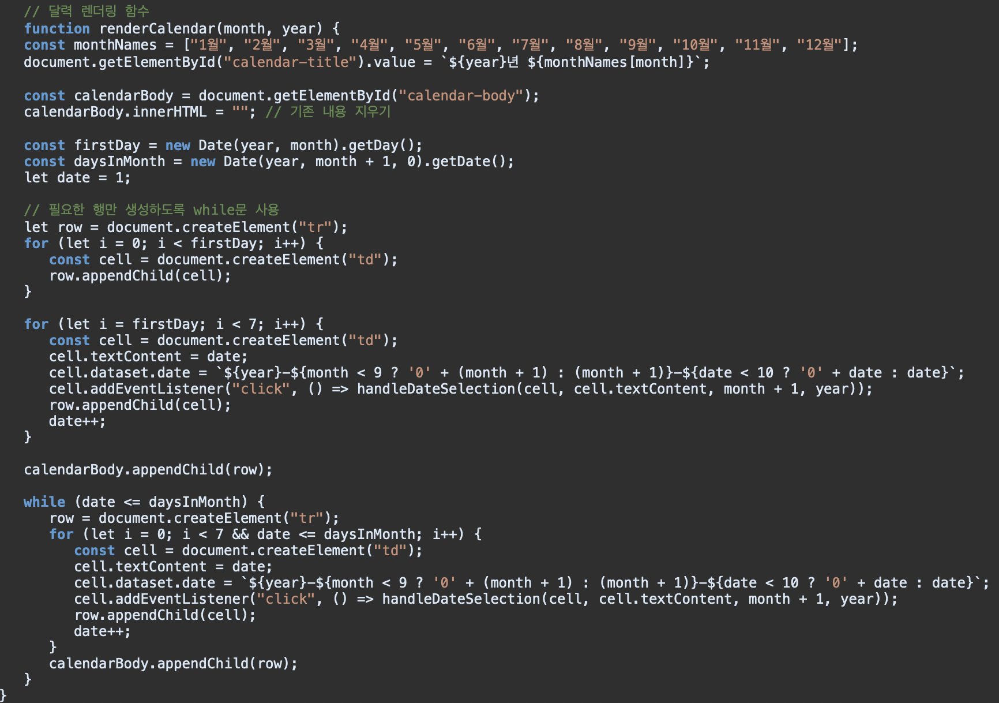 // 달력 렌더링 함수
function renderCalendar(month, year) {
const monthNames = ["1월", "2월", "3월", "4월", "5월", "6월", "7월", "8월", "9월", "10월", "11월", "12월"];
document.getElementById("calendar-title").value = `${year}년 ${monthNames[month]}`;

const calendarBody = document.getElementById("calendar-body");
calendarBody.innerHTML = ""; // 기존 내용 지우기

const firstDay = new Date(year, month).getDay();
const daysInMonth = new Date(year, month + 1, 0).getDate();
let date = 1;

// 필요한 행만 생성하도록 while문 사용
let row = document.createElement("tr");
for (let i = 0; i < firstDay; i++) {
   const cell = document.createElement("td");
   row.appendChild(cell);
}

for (let i = firstDay; i < 7; i++) {
   const cell = document.createElement("td");
   cell.textContent = date;
   cell.dataset.date = `${year}-${month < 9 ? '0' + (month + 1) : (month + 1)}-${date < 10 ? '0' + date : date}`;
   cell.addEventListener("click", () => handleDateSelection(cell, cell.textContent, month + 1, year));
   row.appendChild(cell);
   date++;
}

calendarBody.appendChild(row);

while (date <= daysInMonth) {
   row = document.createElement("tr");
   for (let i = 0; i < 7 && date <= daysInMonth; i++) {
      const cell = document.createElement("td");
      cell.textContent = date;
      cell.dataset.date = `${year}-${month < 9 ? '0' + (month + 1) : (month + 1)}-${date < 10 ? '0' + date : date}`;
      cell.addEventListener("click", () => handleDateSelection(cell, cell.textContent, month + 1, year));
      row.appendChild(cell);
      date++;
   }
   calendarBody.appendChild(row);
}
}